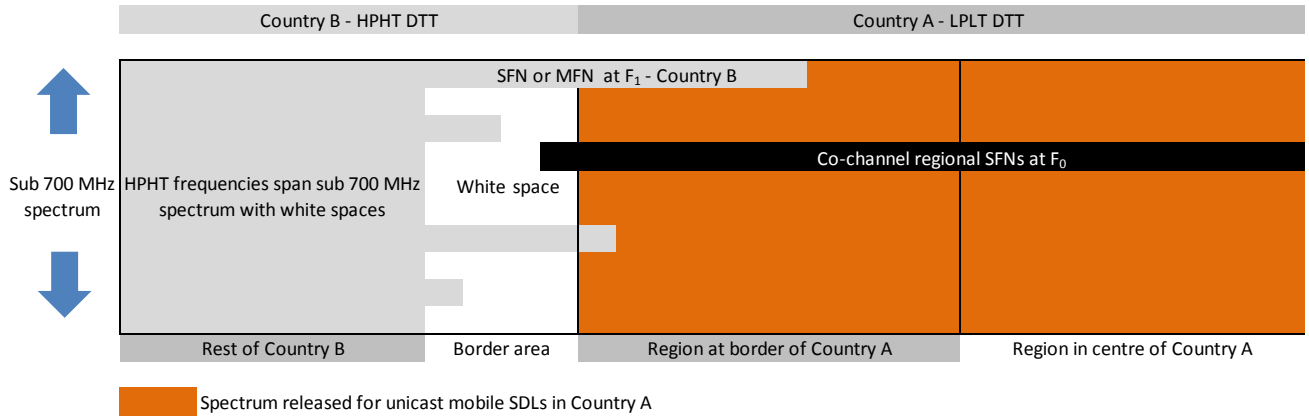 Country B - HPHT DTT
Country A - LPLT DTT
SFN or MFN at F1 - Country B
Co-channel regional SFNs at F0
Sub 700 MHz
spectrum
HPHT frequencies span sub 700 MHz
spectrum with white spaces
White space
Rest of Country B
Border area
Region at border of Country A
Region in centre of Country A
Spectrum released for unicast mobile SDLs in Country A